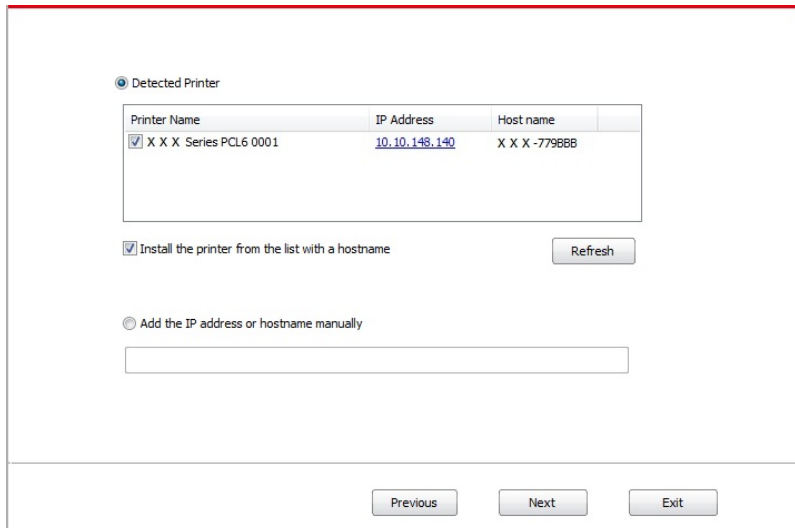 Detected Printer
Printer Name IP Address Host name
X X X Series PCL6 0001 10.10.148.140 X X X -779BBB
Install the printer from the list with a hostname Refresh
Add the IP address or hostname manually
Previous Next Exit